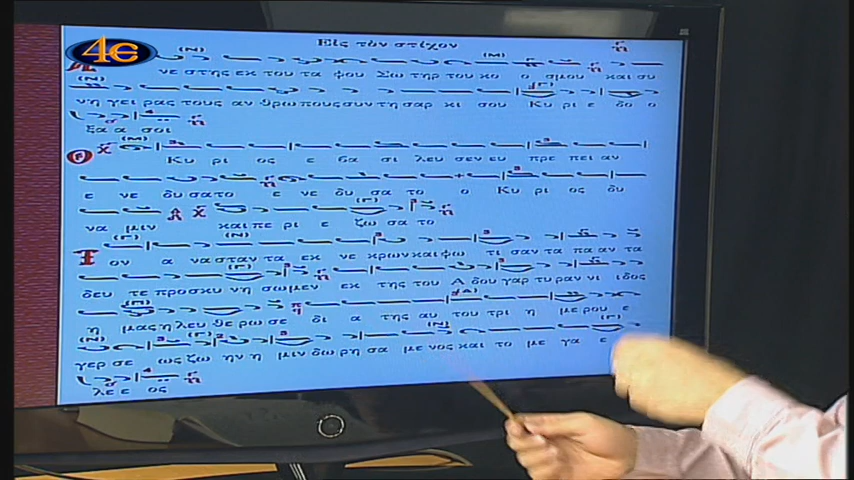 4Ε
Εἰς τὸν στίχον
Α νε στης εκ του τα φου Σω τηρ του κο ο σμου και συ
νη γει ρας τους αν θρω πους συν τη σαρ κι σου Κυ ρι ε δο ο
ξα α σοι
Ο Κυ ρι ος ε βα σι λευ σεν ευ πρε πει αν
ε νε δυ σατο ε νε δυ σα το ο Κυ ρι ος δυ
να μιν και πε ρι ε ζω σα το
Τ ον α να σταν τα εκ νε κρων και φω τι σαν τα πα αν τα
δευ τε προσκυ νη σω μεν εκ της του Α δου γαρ τυ ραν νι ιδος
η μας η λευ θε ρω σε δι α της αυ του τρι η με ρου ε
γερ σε ως ζω ην η μιν δω ρη σα με νος και το με γα ε
λε ε ος